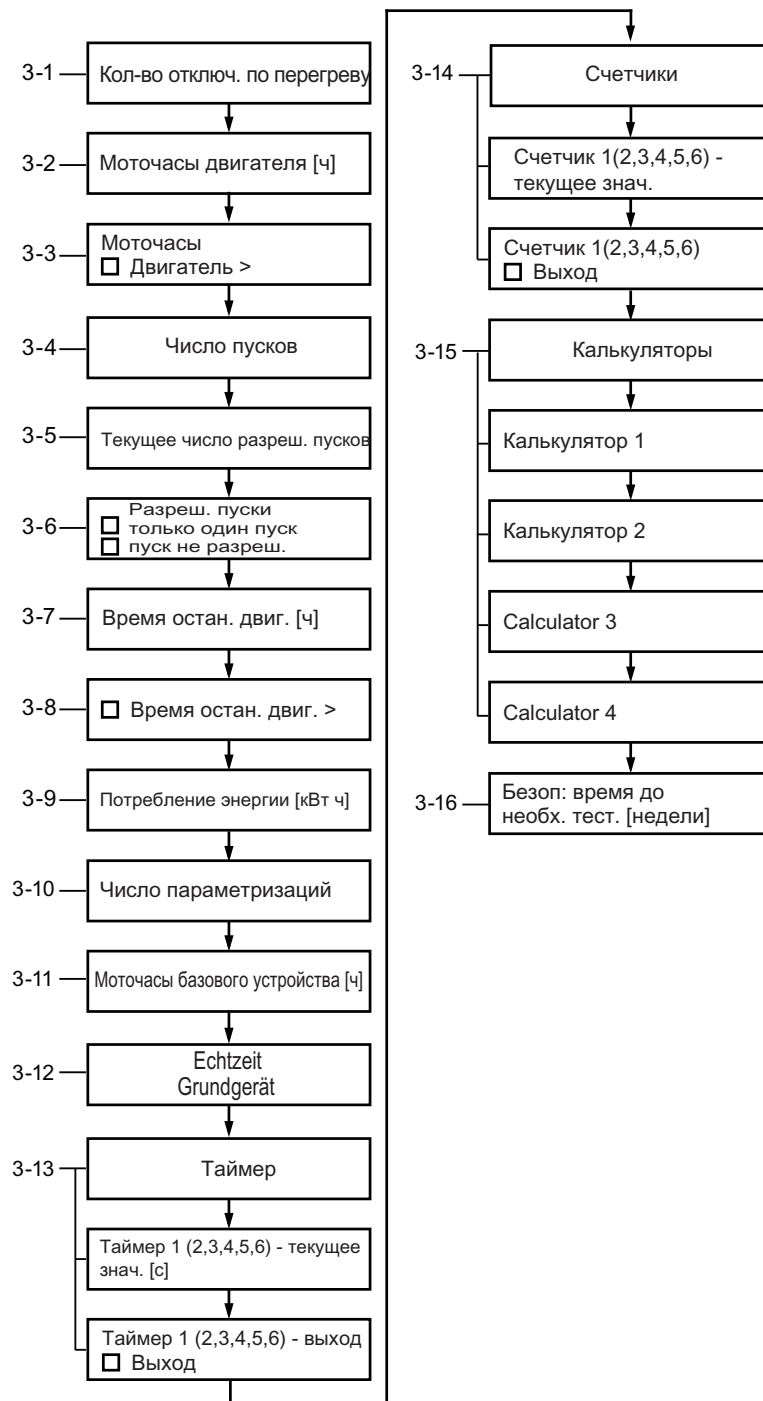 3-1
Кол-во отключ. по перегреву
3-2
Моточасы двигателя [ч]
3-3
Моточасы
Двигатель >
3-4
Число пусков
3-5
Текущее число разреш. пусков
3-6
Разреш. пуски
только один пуск
пуск не разреш.
3-7
Время остан. двиг. [ч]
3-8
Время остан. двиг. >
3-9
Потребление энергии [кВт ч]
3-10
Число параметризаций
3-11
Моточасы базового устройства [ч]
3-12
Echtzeit
Grundgerät
3-13
Таймер
Таймер 1 (2,3,4,5,6) - текущее
знач. [с]
Таймер 1 (2,3,4,5,6) - выход
Выход
3-14
Счетчики
Счетчик 1(2,3,4,5,6) -
текущее знач.
Счетчик 1(2,3,4,5,6)
Выход
3-15
Калькуляторы
Калькулятор 1
Калькулятор 2
Calculator 3
Calculator 4
3-16
Безоп: время до
необх. тест. [недели]